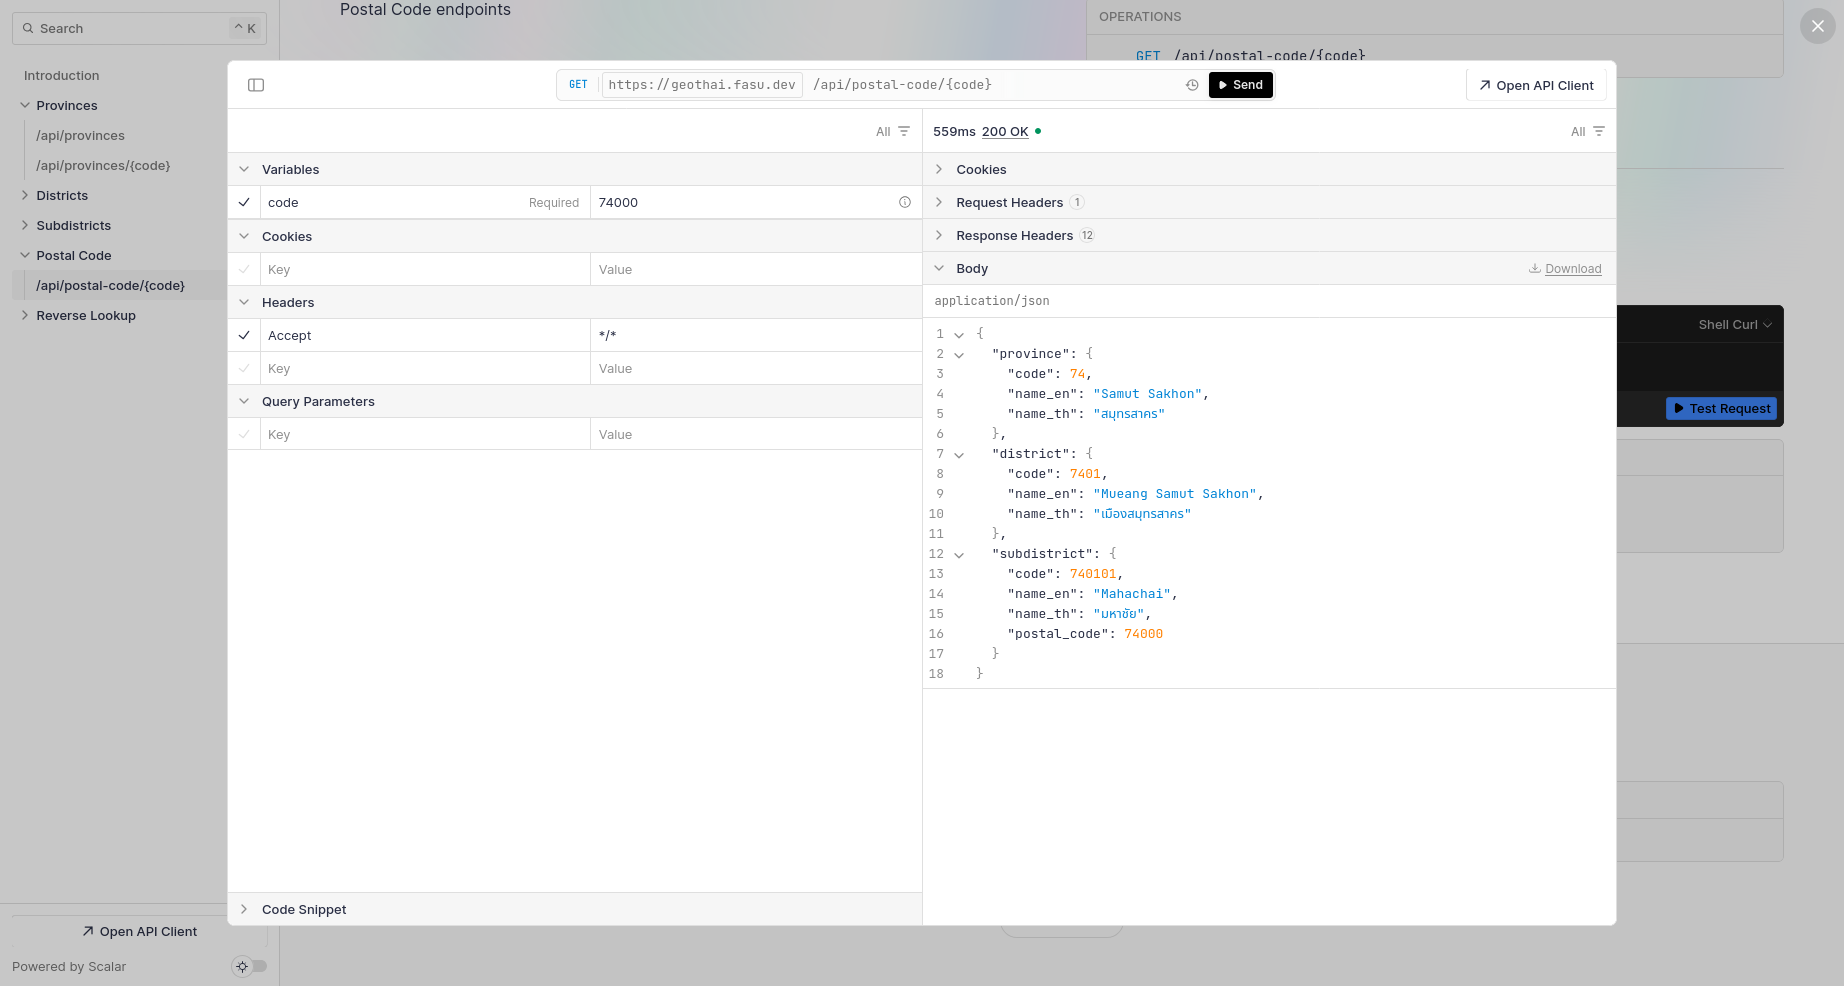 Search
^ K
Introduction
Provinces
/api/provinces
/api/provinces/{code}
Districts
Subdistricts
Postal Code
/api/postal-code/{code}
Reverse Lookup
Open API Client
Powered by Scalar
Postal Code endpoints
OPERATIONS
GET /api/postal-code/{code}
Shell Curl
Test Request
GET https://geothai.fasu.dev /api/postal-code/{code}
Send
Open API Client
All
Variables
code Required 74000
Cookies
Key Value
Headers
Accept */*
Key Value
Query Parameters
Key Value
Code Snippet
559ms 200 OK
All
Cookies
Request Headers 1
Response Headers 12
Body
Download
application/json
1 {
2 "province": {
3 "code": 74,
4 "name_en": "Samut Sakhon",
5 "name_th": "สมุทรสาคร"
6 },
7 "district": {
8 "code": 7401,
9 "name_en": "Mueang Samut Sakhon",
10 "name_th": "เมืองสมุทรสาคร"
11 },
12 "subdistrict": {
13 "code": 740101,
14 "name_en": "Mahachai",
15 "name_th": "มหาชัย",
16 "postal_code": 74000
17 }
18 }